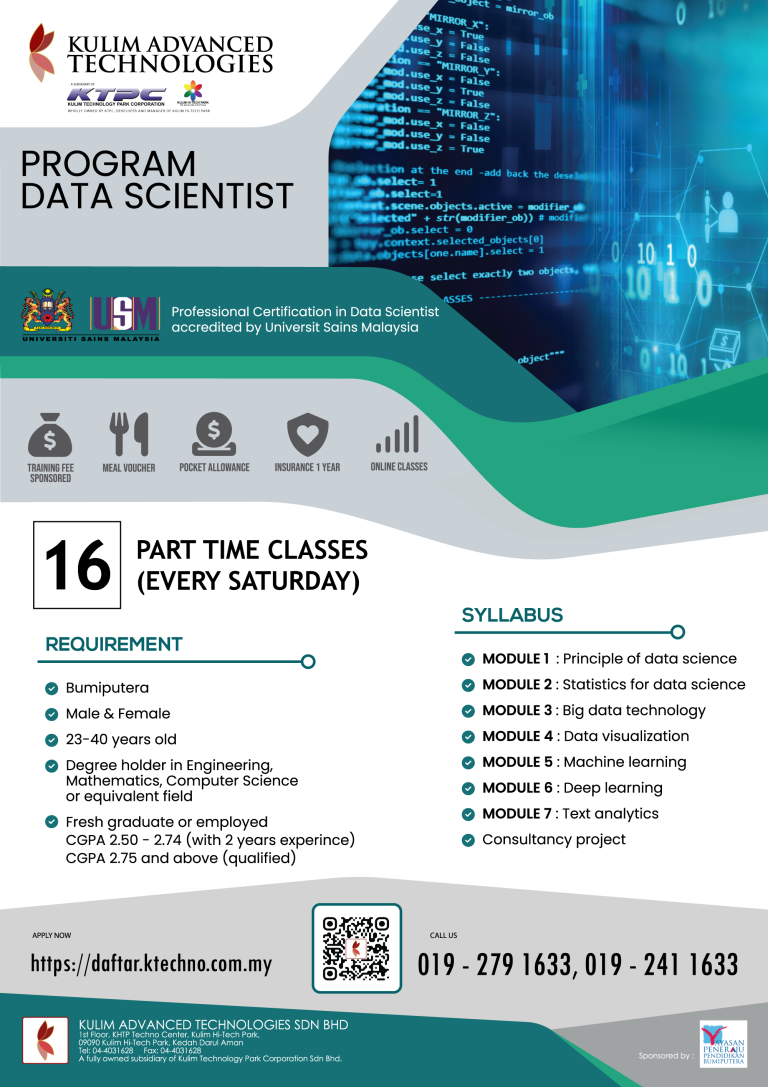 KULIM ADVANCED
TECHNOLOGIES
A SUBSIDIARY OF
KTPC
KULIM TECHNOLOGY PARK CORPORATION
KULIM HI-TECH PARK
WHOLLY OWNED BY KTPC, DEVELOPER AND MANAGER OF KULIM HI-TECH PARK
PROGRAM
DATA SCIENTIST
_object = mirror_ob
"MIRROR_X":
use_x = True
use_y = False
use_z = False
== "MIRROR_Y":
_mod.use_x = False
_mod.use_y = True
_mod.use_z = False
== "MIRROR_Z":
_mod.use_x = False
_mod.use_y = False
_mod.use_z = True
at the end -add back the
select= 1
select=1
.scene.objects.active = modifier_ob
" + str(modifier_ob)) # modifi
_ob.select = 0
.context.selected_objects[0]
objects[one.name].select = 1
select exactly two objects,
object"""
0 10 1 0
10 1 0
USM
UNIVERSITI SAINS MALAYSIA
Professional Certification in Data Scientist
accredited by Universit Sains Malaysia
TRAINING FEE
SPONSORED
MEAL VOUCHER
POCKET ALLOWANCE
INSURANCE 1 YEAR
ONLINE CLASSES
16
PART TIME CLASSES
(EVERY SATURDAY)
REQUIREMENT
Bumiputera
Male & Female
23-40 years old
Degree holder in Engineering,
Mathematics, Computer Science
or equivalent field
Fresh graduate or employed
CGPA 2.50 - 2.74 (with 2 years experince)
CGPA 2.75 and above (qualified)
SYLLABUS
MODULE 1 : Principle of data science
MODULE 2 : Statistics for data science
MODULE 3 : Big data technology
MODULE 4 : Data visualization
MODULE 5 : Machine learning
MODULE 6 : Deep learning
MODULE 7 : Text analytics
Consultancy project
APPLY NOW
https://daftar.ktechno.com.my
CALL US
019 - 279 1633, 019 - 241 1633
KULIM ADVANCED TECHNOLOGIES SDN BHD
1st Floor, KHTP Techno Center, Kulim Hi-Tech Park,
09090 Kulim Hi-Tech Park, Kedah Darul Aman
Tel: 04-4031628 Fax: 04-4031628
A fully owned subsidiary of Kulim Technology Park Corporation Sdn Bhd.
Sponsored by :
YAYASAN
PENERAJU
PENDIDIKAN
BUMIPUTERA